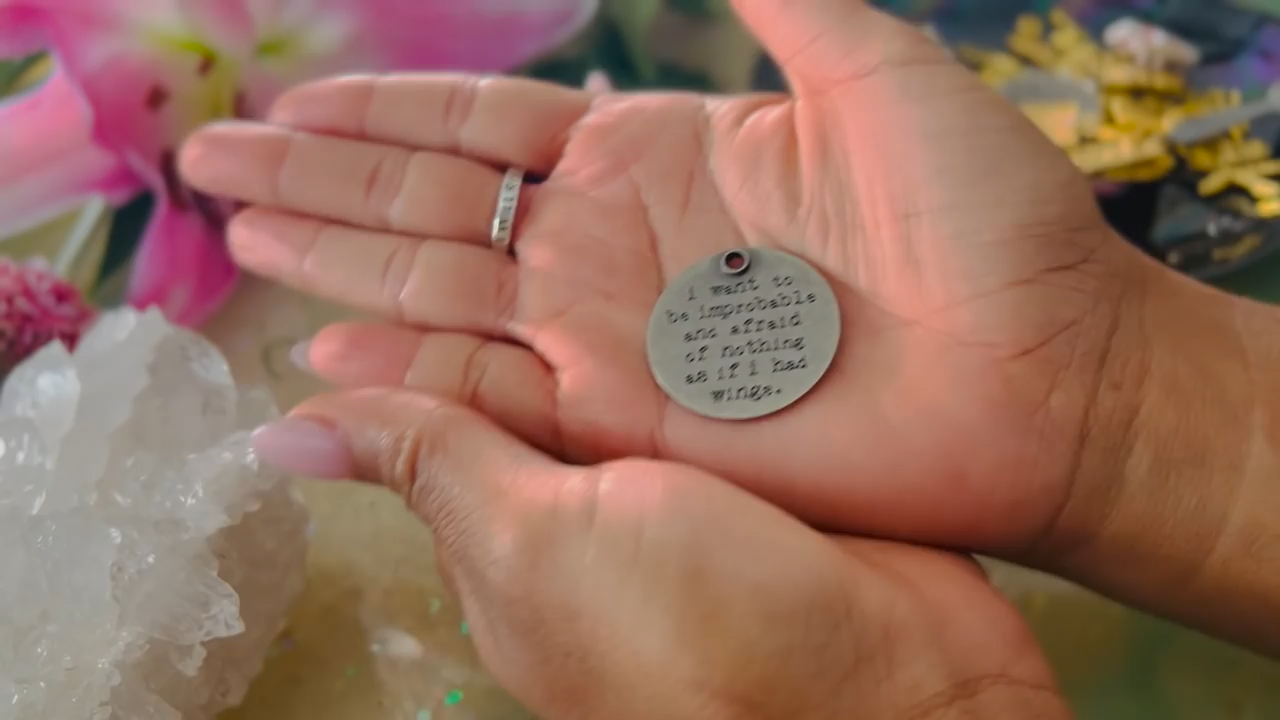 i want to
be improbable
and afraid
of nothing
as if i had
wings.